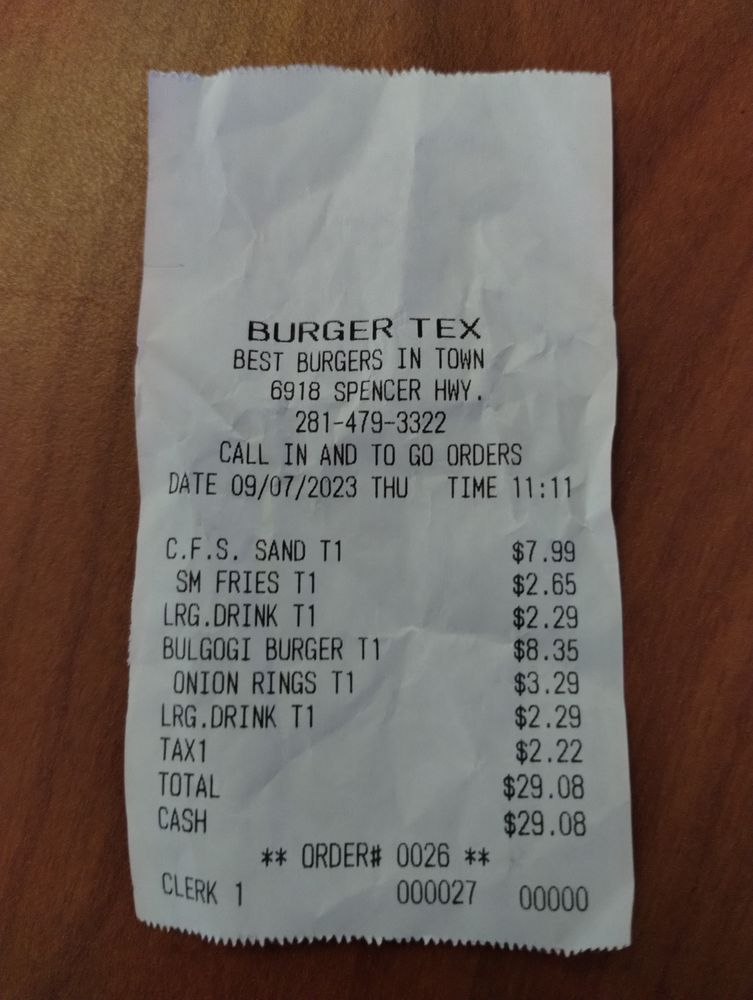 BURGER TEX
BEST BURGERS IN TOWN
6918 SPENCER HWY.
281-479-3322
CALL IN AND TO GO ORDERS
DATE 09/07/2023 THU TIME 11:11
C.F.S. SAND T1 $7.99
SM FRIES T1 $2.65
LRG.DRINK T1 $2.29
BULGOGI BURGER T1 $8.35
ONION RINGS T1 $3.29
LRG.DRINK T1 $2.29
TAX1 $2.22
TOTAL $29.08
CASH $29.08
** ORDER# 0026 **
CLERK 1 000027 00000